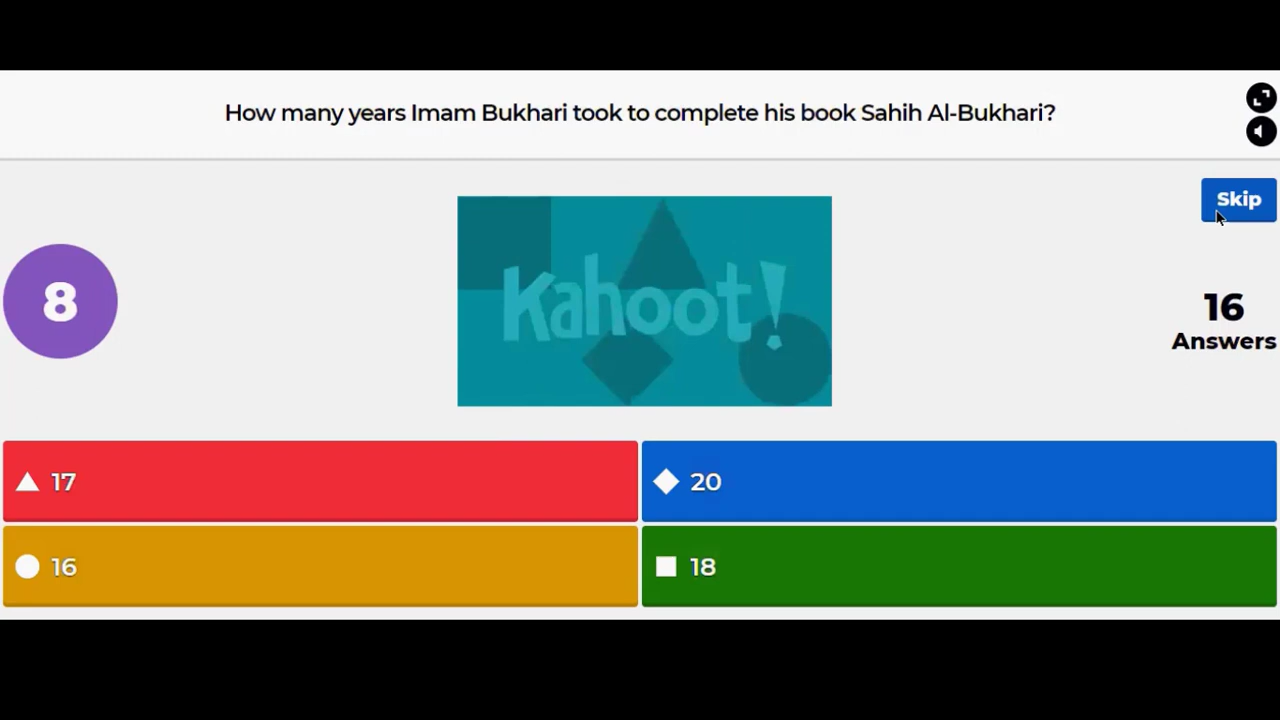 How many years Imam Bukhari took to complete his book Sahih Al-Bukhari?
Skip
8
Kahoot!
16
Answers
17
20
16
18